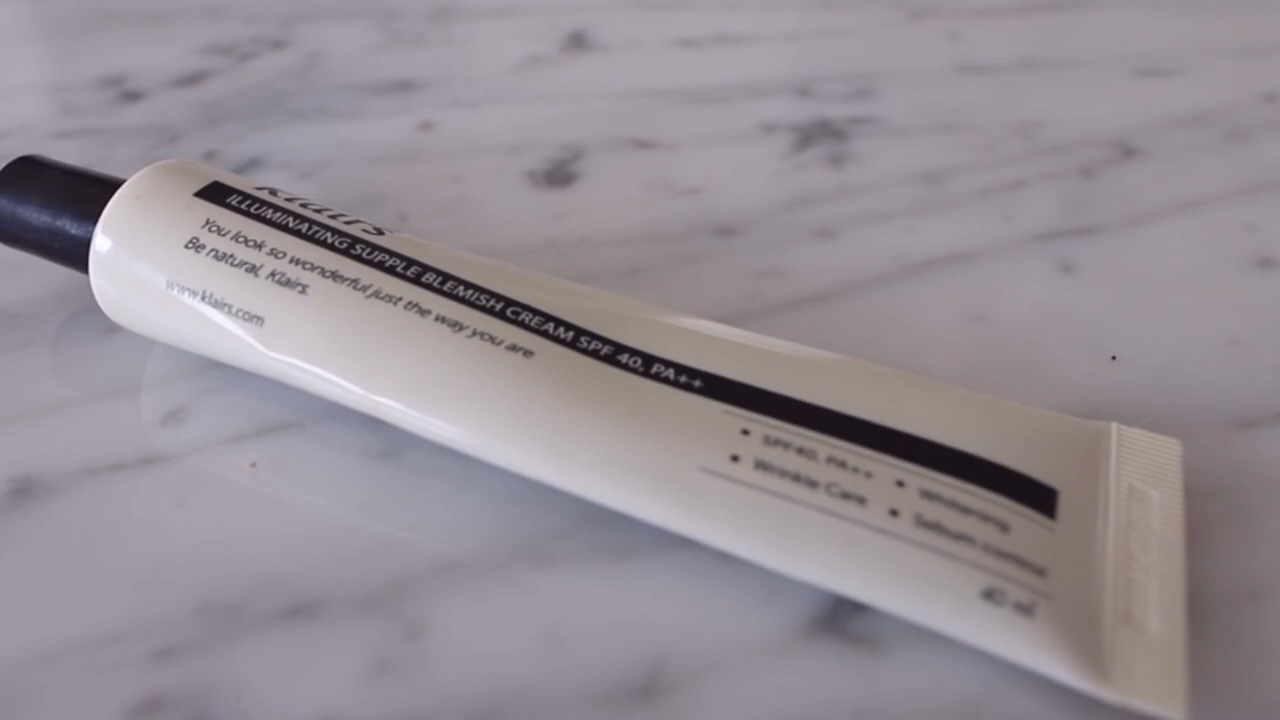 Klairs
ILLUMINATING SUPPLE BLEMISH CREAM SPF 40, PA++
You look so wonderful just the way you are
Be natural, Klairs.
www.klairs.com
• SPF40, PA++ • Whitening
• Wrinkle Care • Sebum control
40 ml